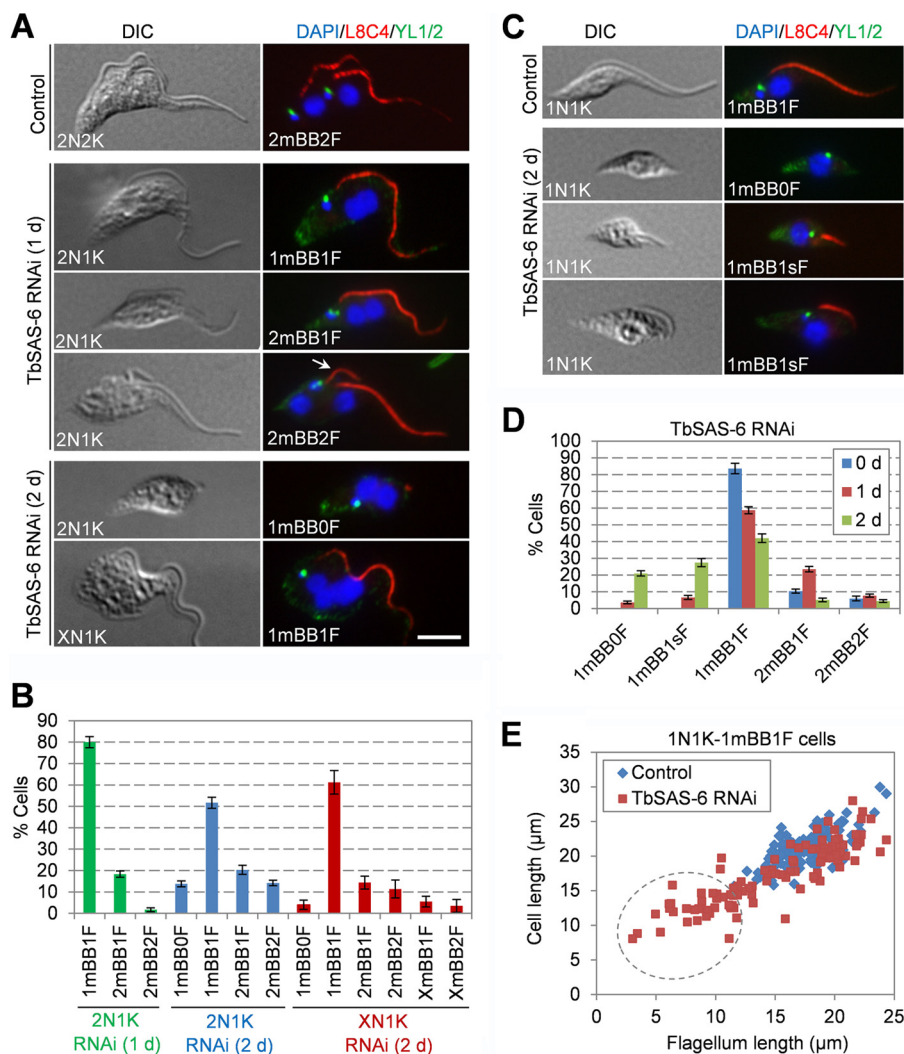 A
DIC
DAPI/L8C4/YL1/2
Control
2N2K
2mBB2F
TbSAS-6 RNAi (1 d)
2N1K
1mBB1F
2N1K
2mBB1F
2N1K
2mBB2F
TbSAS-6 RNAi (2 d)
2N1K
1mBB0F
XN1K
1mBB1F
B
% Cells
90
80
70
60
50
40
30
20
10
0
1mBB1F
2mBB1F
2mBB2F
1mBB0F
1mBB1F
2mBB1F
2mBB2F
1mBB0F
1mBB1F
2mBB1F
2mBB2F
XmBB1F
XmBB2F
2N1K
RNAi (1 d)
2N1K
RNAi (2 d)
XN1K
RNAi (2 d)
C
DIC
DAPI/L8C4/YL1/2
Control
1N1K
1mBB1F
TbSAS-6 RNAi (2 d)
1N1K
1mBB0F
1N1K
1mBB1sF
1N1K
1mBB1sF
D
TbSAS-6 RNAi
% Cells
100
90
80
70
60
50
40
30
20
10
0
0 d
1 d
2 d
1mBB0F
1mBB1sF
1mBB1F
2mBB1F
2mBB2F
E
1N1K-1mBB1F cells
Control
TbSAS-6 RNAi
Cell length (µm)
35
30
25
20
15
10
5
0
0 5 10 15 20 25
Flagellum length (µm)